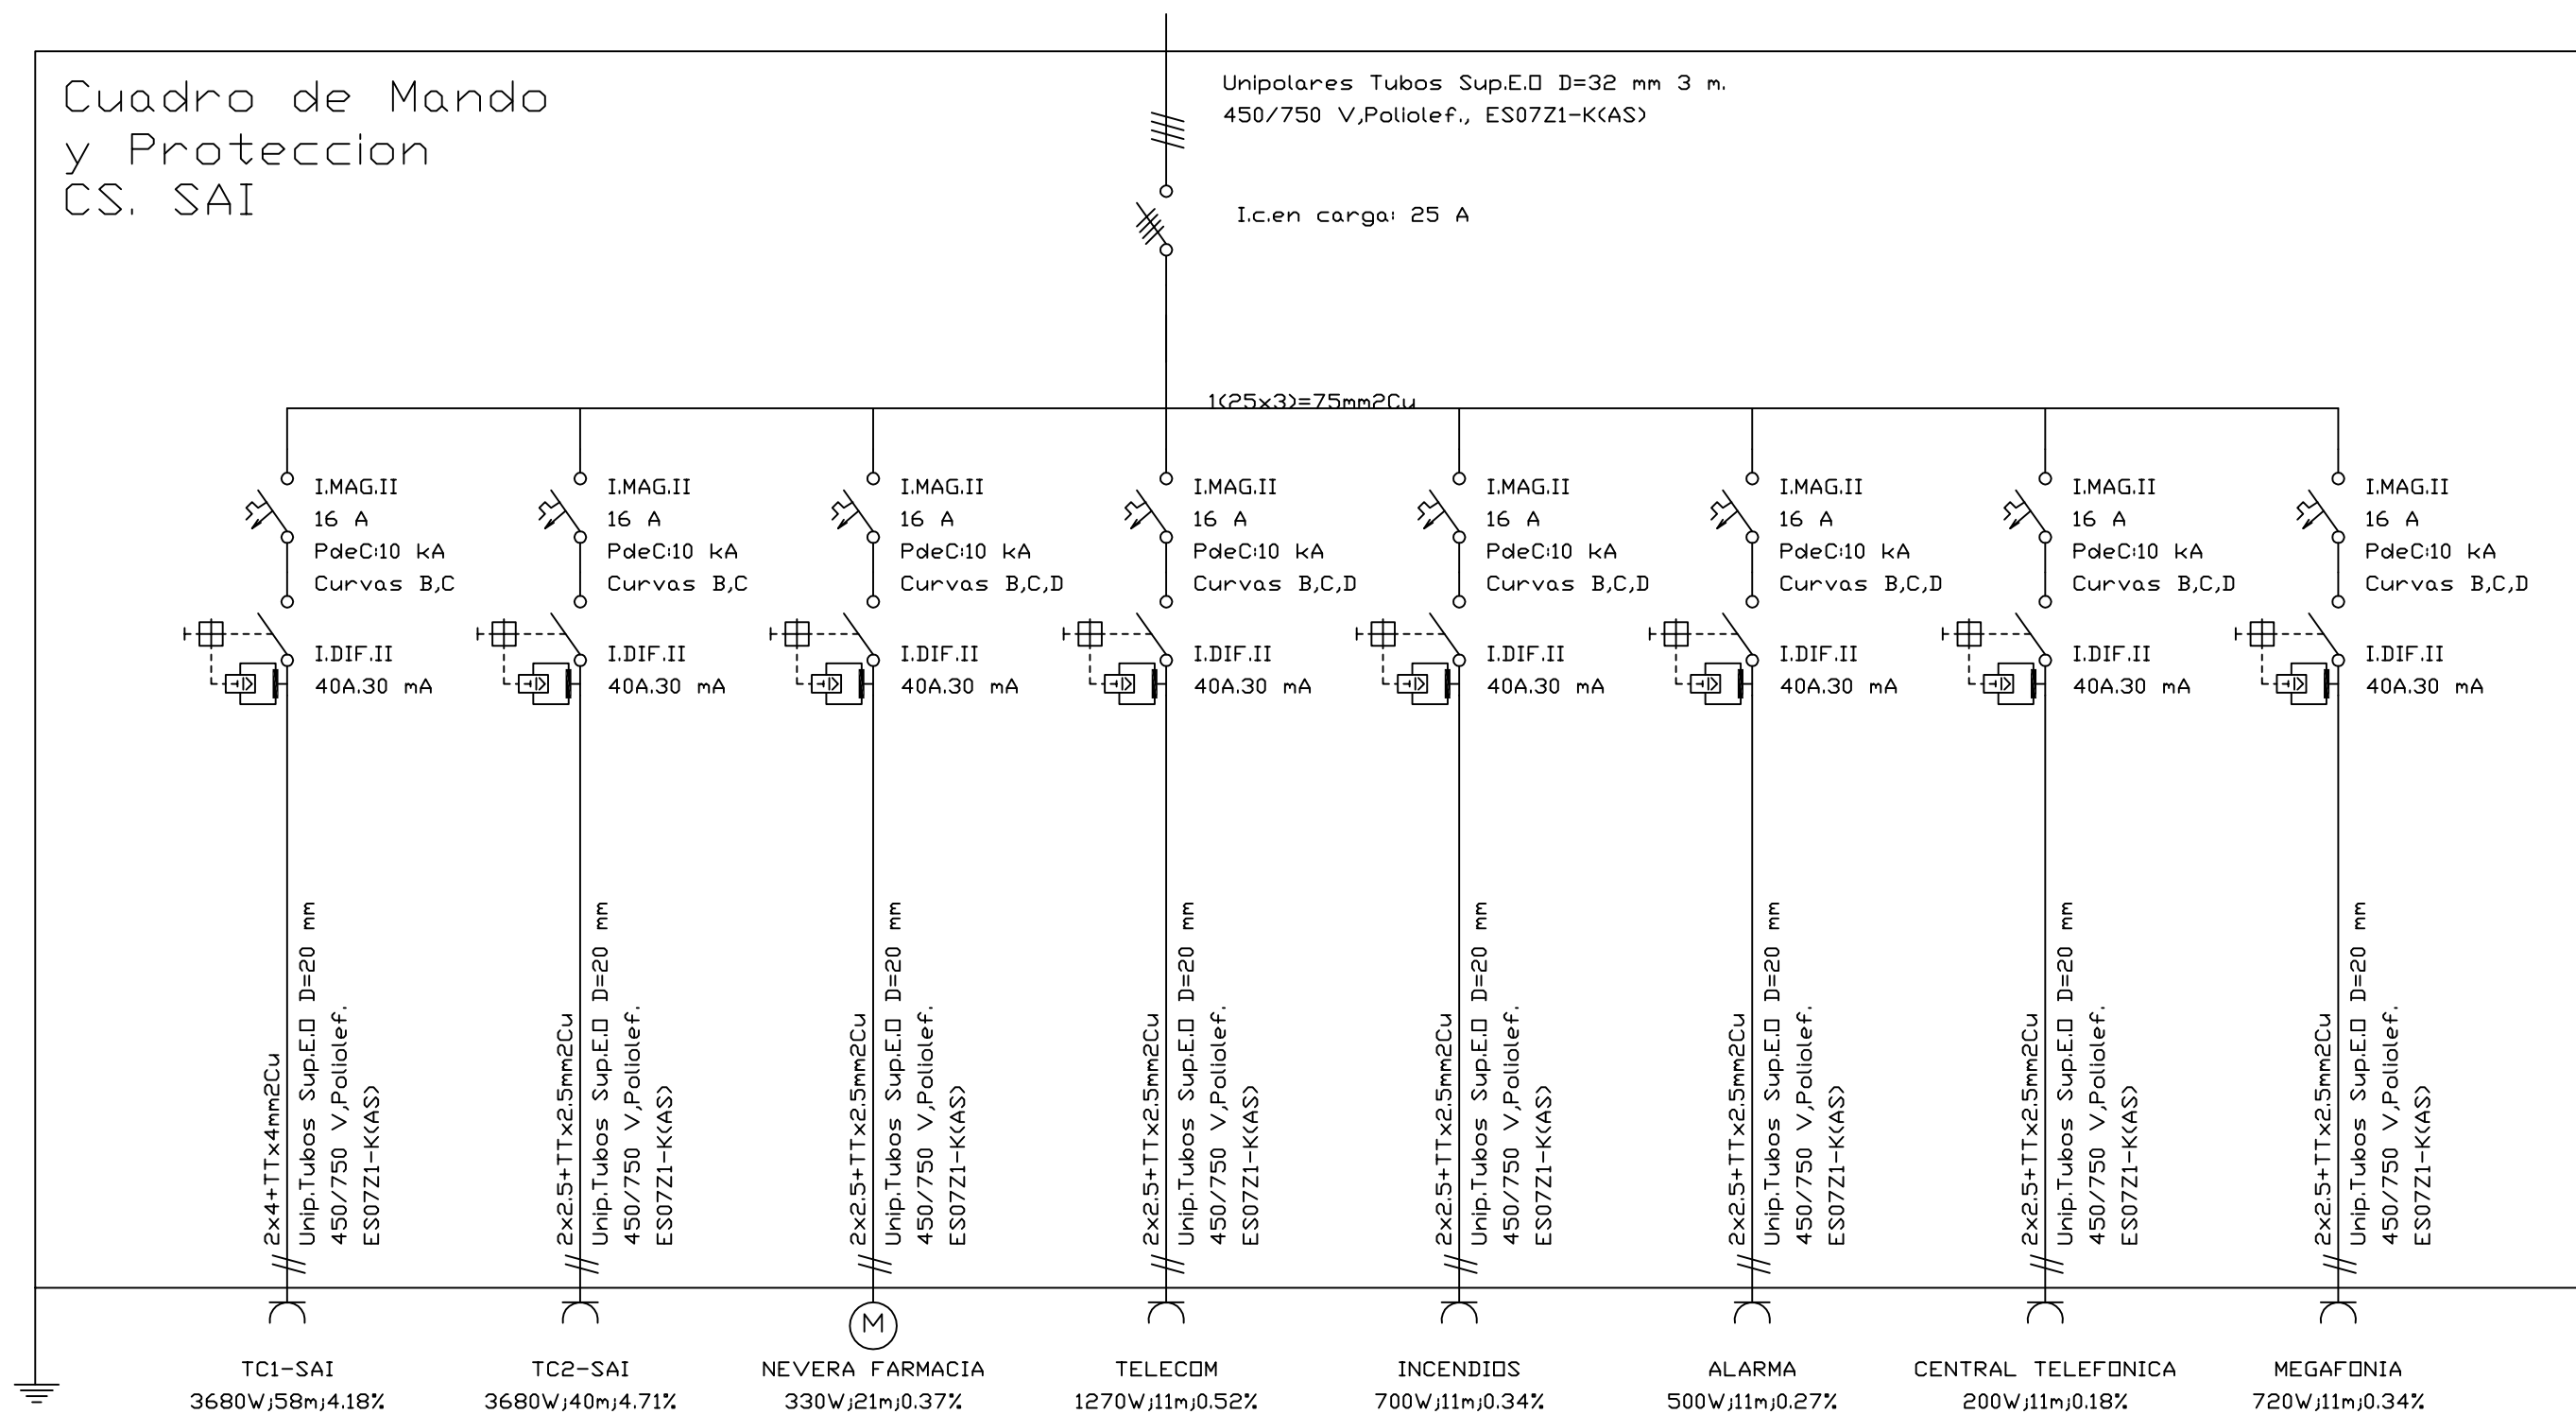 Cuadro de Mando
y Proteccion
CS. SAI
Unipolares Tubos Sup.E.O D=32 mm 3 m.
450/750 V,Poliolef., ES07Z1-K(AS)
I.c.en carga: 25 A
1(25x3)=75mm2Cu
I.MAG.II
16 A
PdeC:10 kA
Curvas B,C
I.DIF.II
40A.30 mA
2x4+TTx4mm2Cu
Unip.Tubos Sup.E.O D=20 mm
450/750 V,Poliolef.
ES07Z1-K(AS)
TC1-SAI
3680W;58m;4.18%
I.MAG.II
16 A
PdeC:10 kA
Curvas B,C
I.DIF.II
40A.30 mA
2x2.5+TTx2.5mm2Cu
Unip.Tubos Sup.E.O D=20 mm
450/750 V,Poliolef.
ES07Z1-K(AS)
TC2-SAI
3680W;40m;4.71%
I.MAG.II
16 A
PdeC:10 kA
Curvas B,C,D
I.DIF.II
40A.30 mA
2x2.5+TTx2.5mm2Cu
Unip.Tubos Sup.E.O D=20 mm
450/750 V,Poliolef.
ES07Z1-K(AS)
M
NEVERA FARMACIA
330W;21m;0.37%
I.MAG.II
16 A
PdeC:10 kA
Curvas B,C,D
I.DIF.II
40A.30 mA
2x2.5+TTx2.5mm2Cu
Unip.Tubos Sup.E.O D=20 mm
450/750 V,Poliolef.
ES07Z1-K(AS)
TELECOM
1270W;11m;0.52%
I.MAG.II
16 A
PdeC:10 kA
Curvas B,C,D
I.DIF.II
40A.30 mA
2x2.5+TTx2.5mm2Cu
Unip.Tubos Sup.E.O D=20 mm
450/750 V,Poliolef.
ES07Z1-K(AS)
INCENDIOS
700W;11m;0.34%
I.MAG.II
16 A
PdeC:10 kA
Curvas B,C,D
I.DIF.II
40A.30 mA
2x2.5+TTx2.5mm2Cu
Unip.Tubos Sup.E.O D=20 mm
450/750 V,Poliolef.
ES07Z1-K(AS)
ALARMA
500W;11m;0.27%
I.MAG.II
16 A
PdeC:10 kA
Curvas B,C,D
I.DIF.II
40A.30 mA
2x2.5+TTx2.5mm2Cu
Unip.Tubos Sup.E.O D=20 mm
450/750 V,Poliolef.
ES07Z1-K(AS)
CENTRAL TELEFONICA
200W;11m;0.18%
I.MAG.II
16 A
PdeC:10 kA
Curvas B,C,D
I.DIF.II
40A.30 mA
2x2.5+TTx2.5mm2Cu
Unip.Tubos Sup.E.O D=20 mm
450/750 V,Poliolef.
ES07Z1-K(AS)
MEGAFONIA
720W;11m;0.34%